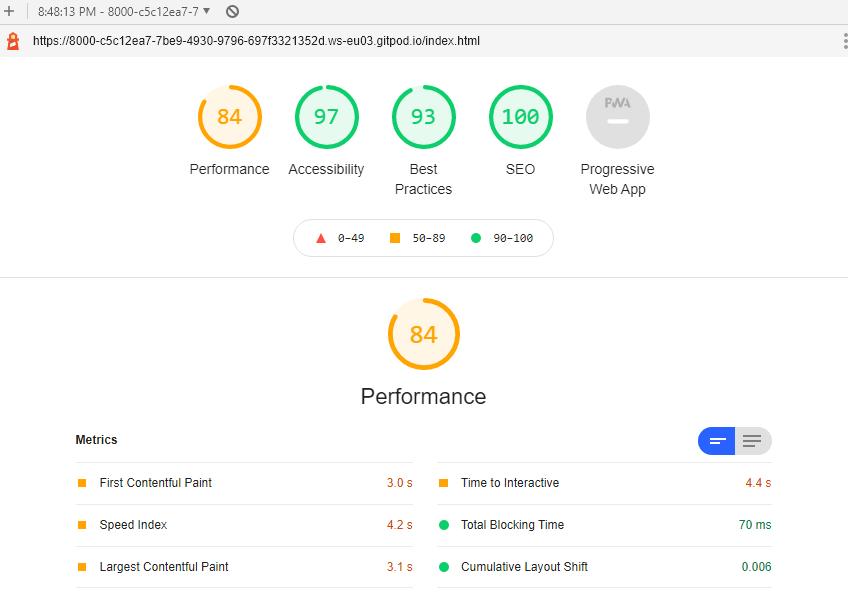 8:48:13 PM - 8000-c5c12ea7-7
https://8000-c5c12ea7-7be9-4930-9796-697f3321352d.ws-eu03.gitpod.io/index.html
84 97 93 100 PWA
Performance Accessibility Best Practices SEO Progressive Web App
0–49 50–89 90–100
84
Performance
Metrics
First Contentful Paint 3.0 s Time to Interactive 4.4 s
Speed Index 4.2 s Total Blocking Time 70 ms
Largest Contentful Paint 3.1 s Cumulative Layout Shift 0.006